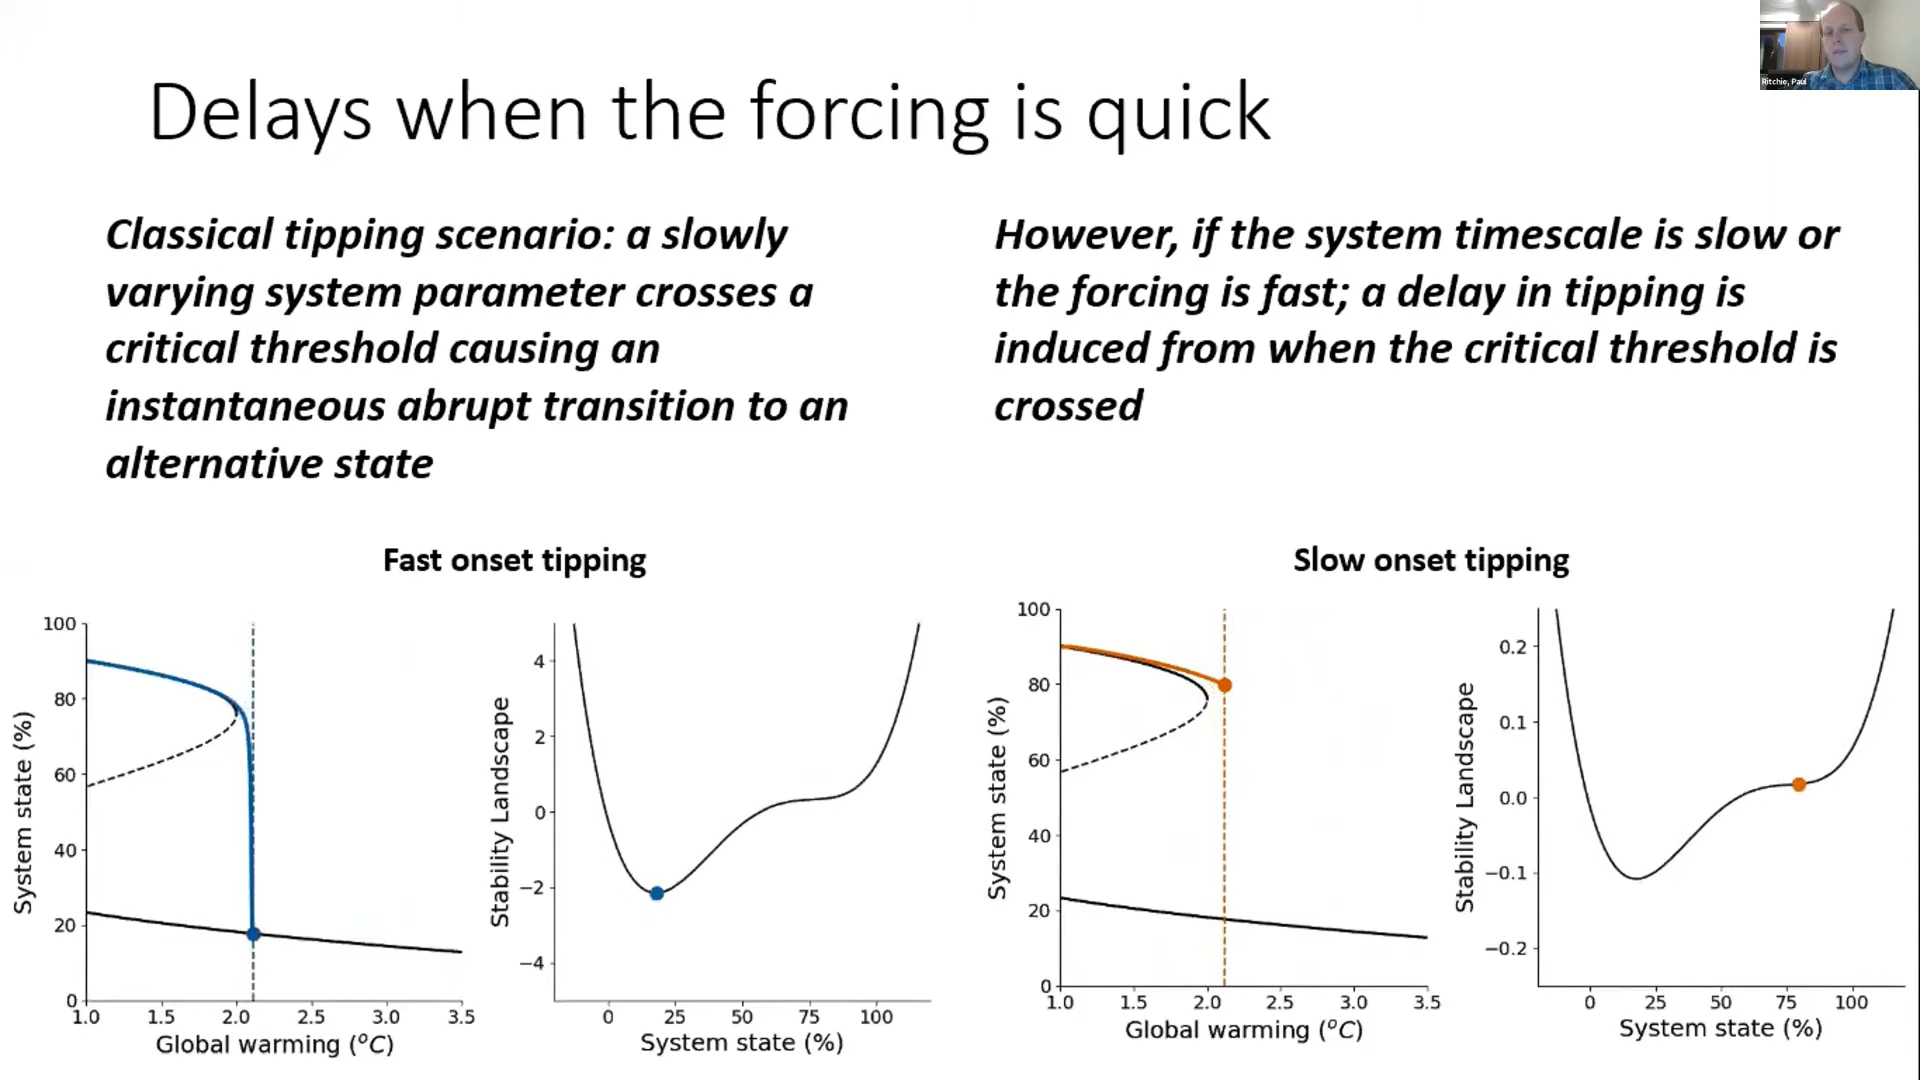 Ritchie, Paul
Delays when the forcing is quick
Classical tipping scenario: a slowly
varying system parameter crosses a
critical threshold causing an
instantaneous abrupt transition to an
alternative state
However, if the system timescale is slow or
the forcing is fast; a delay in tipping is
induced from when the critical threshold is
crossed
Fast onset tipping
System state (%)
100
80
60
40
20
0
1.0 1.5 2.0 2.5 3.0 3.5
Global warming (°C)
Stability Landscape
4
2
0
−2
−4
0 25 50 75 100
System state (%)
Slow onset tipping
System state (%)
100
80
60
40
20
0
1.0 1.5 2.0 2.5 3.0 3.5
Global warming (°C)
Stability Landscape
0.2
0.1
0.0
−0.1
−0.2
0 25 50 75 100
System state (%)